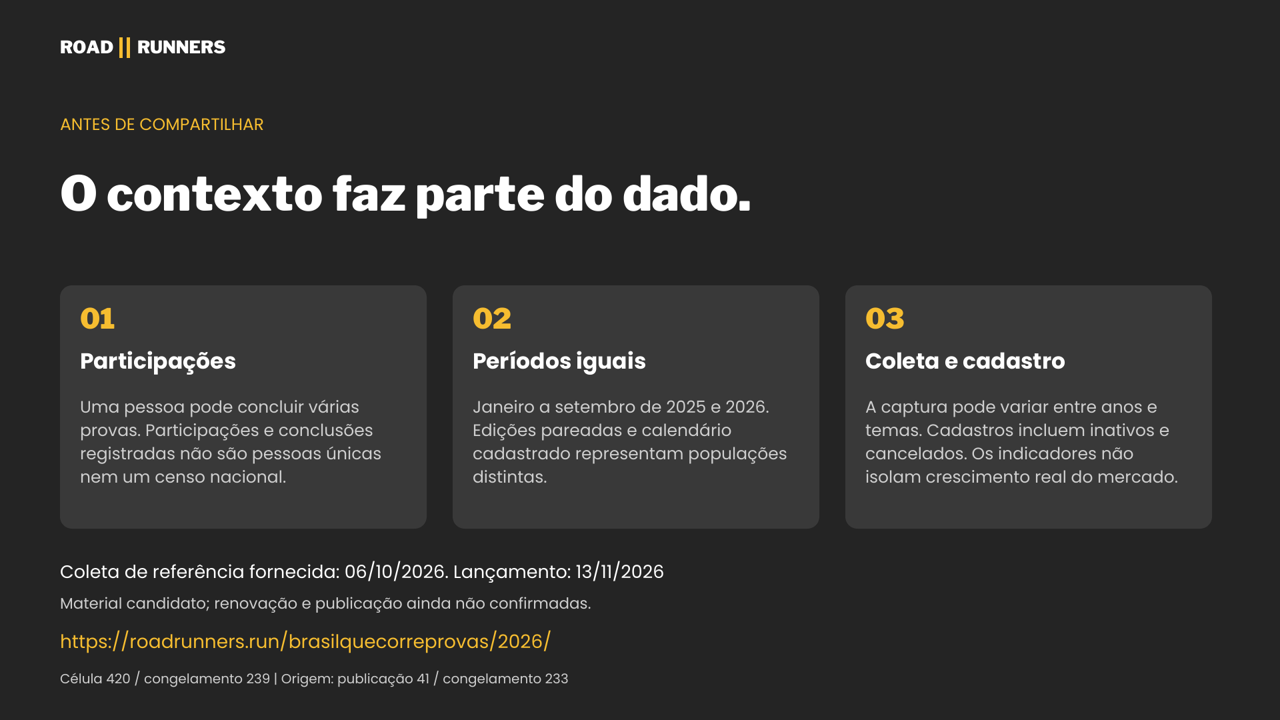 ROAD || RUNNERS
ANTES DE COMPARTILHAR
O contexto faz parte do dado.
01
Participações
Uma pessoa pode concluir várias
provas. Participações e conclusões
registradas não são pessoas únicas
nem um censo nacional.
02
Períodos iguais
Janeiro a setembro de 2025 e 2026.
Edições pareadas e calendário
cadastrado representam populações
distintas.
03
Coleta e cadastro
A captura pode variar entre anos e
temas. Cadastros incluem inativos e
cancelados. Os indicadores não
isolam crescimento real do mercado.
Coleta de referência fornecida: 06/10/2026. Lançamento: 13/11/2026
Material candidato; renovação e publicação ainda não confirmadas.
https://roadrunners.run/brasilquecorreprovas/2026/
Célula 420 / congelamento 239 | Origem: publicação 41 / congelamento 233